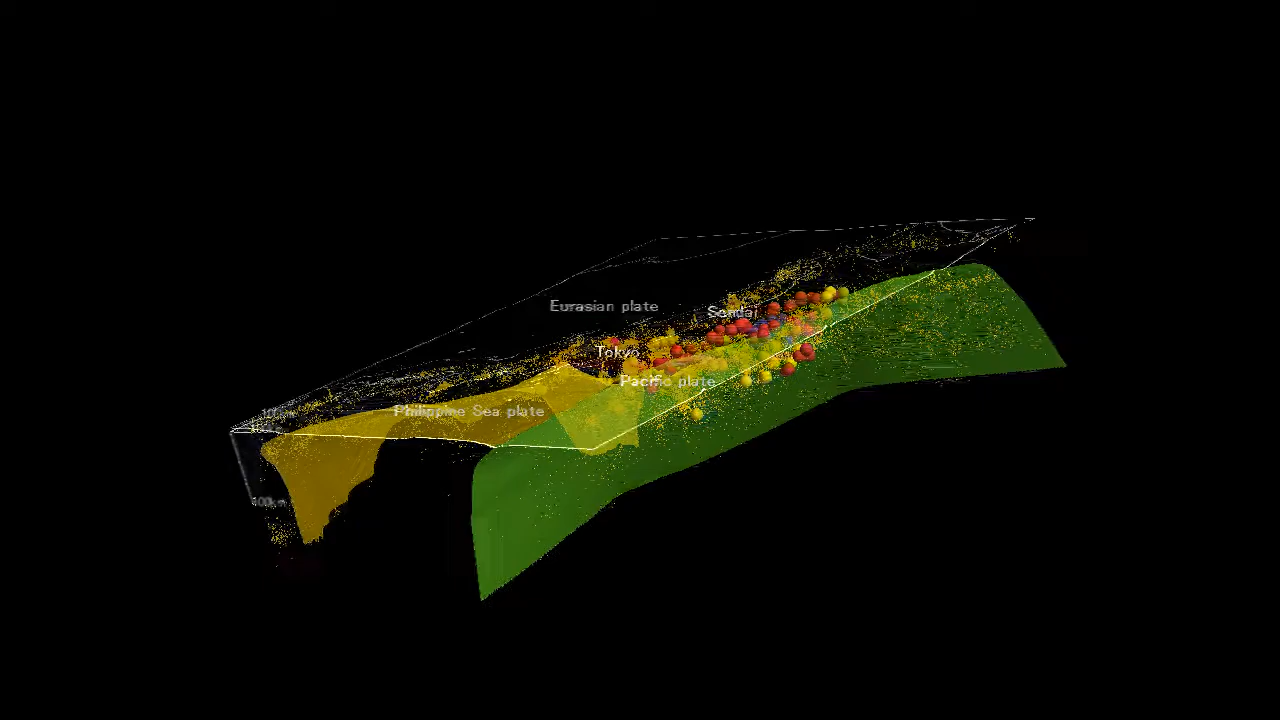 Eurasian plate
Sendai
Tokyo
Pacific plate
Philippine Sea plate